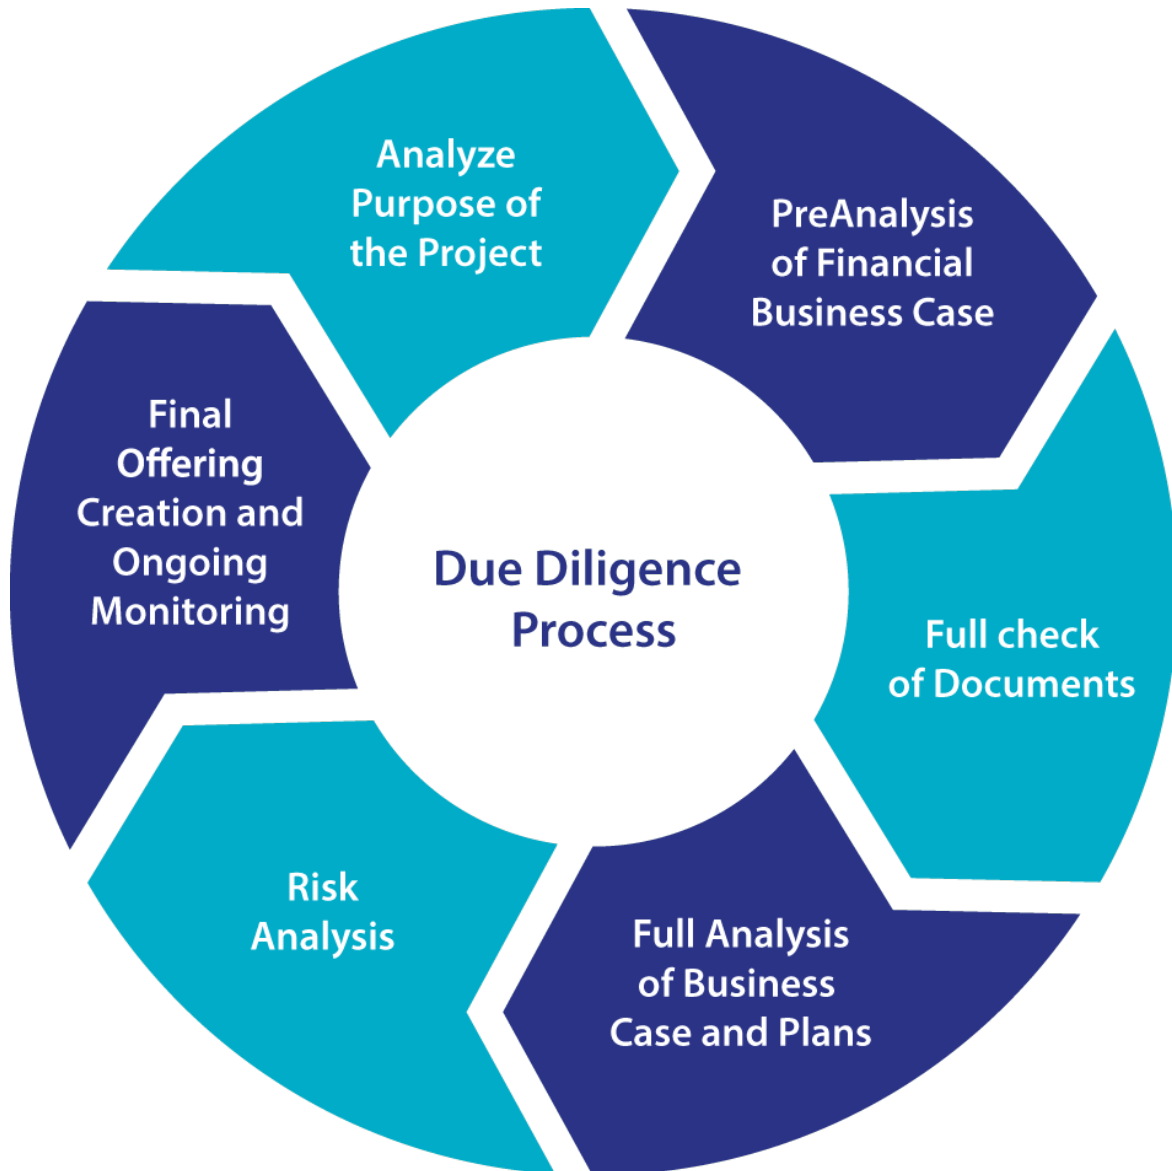 Analyze
Purpose of
the Project
PreAnalysis
of Financial
Business Case
Full check
of Documents
Full Analysis
of Business
Case and Plans
Risk
Analysis
Final
Offering
Creation and
Ongoing
Monitoring
Due Diligence
Process